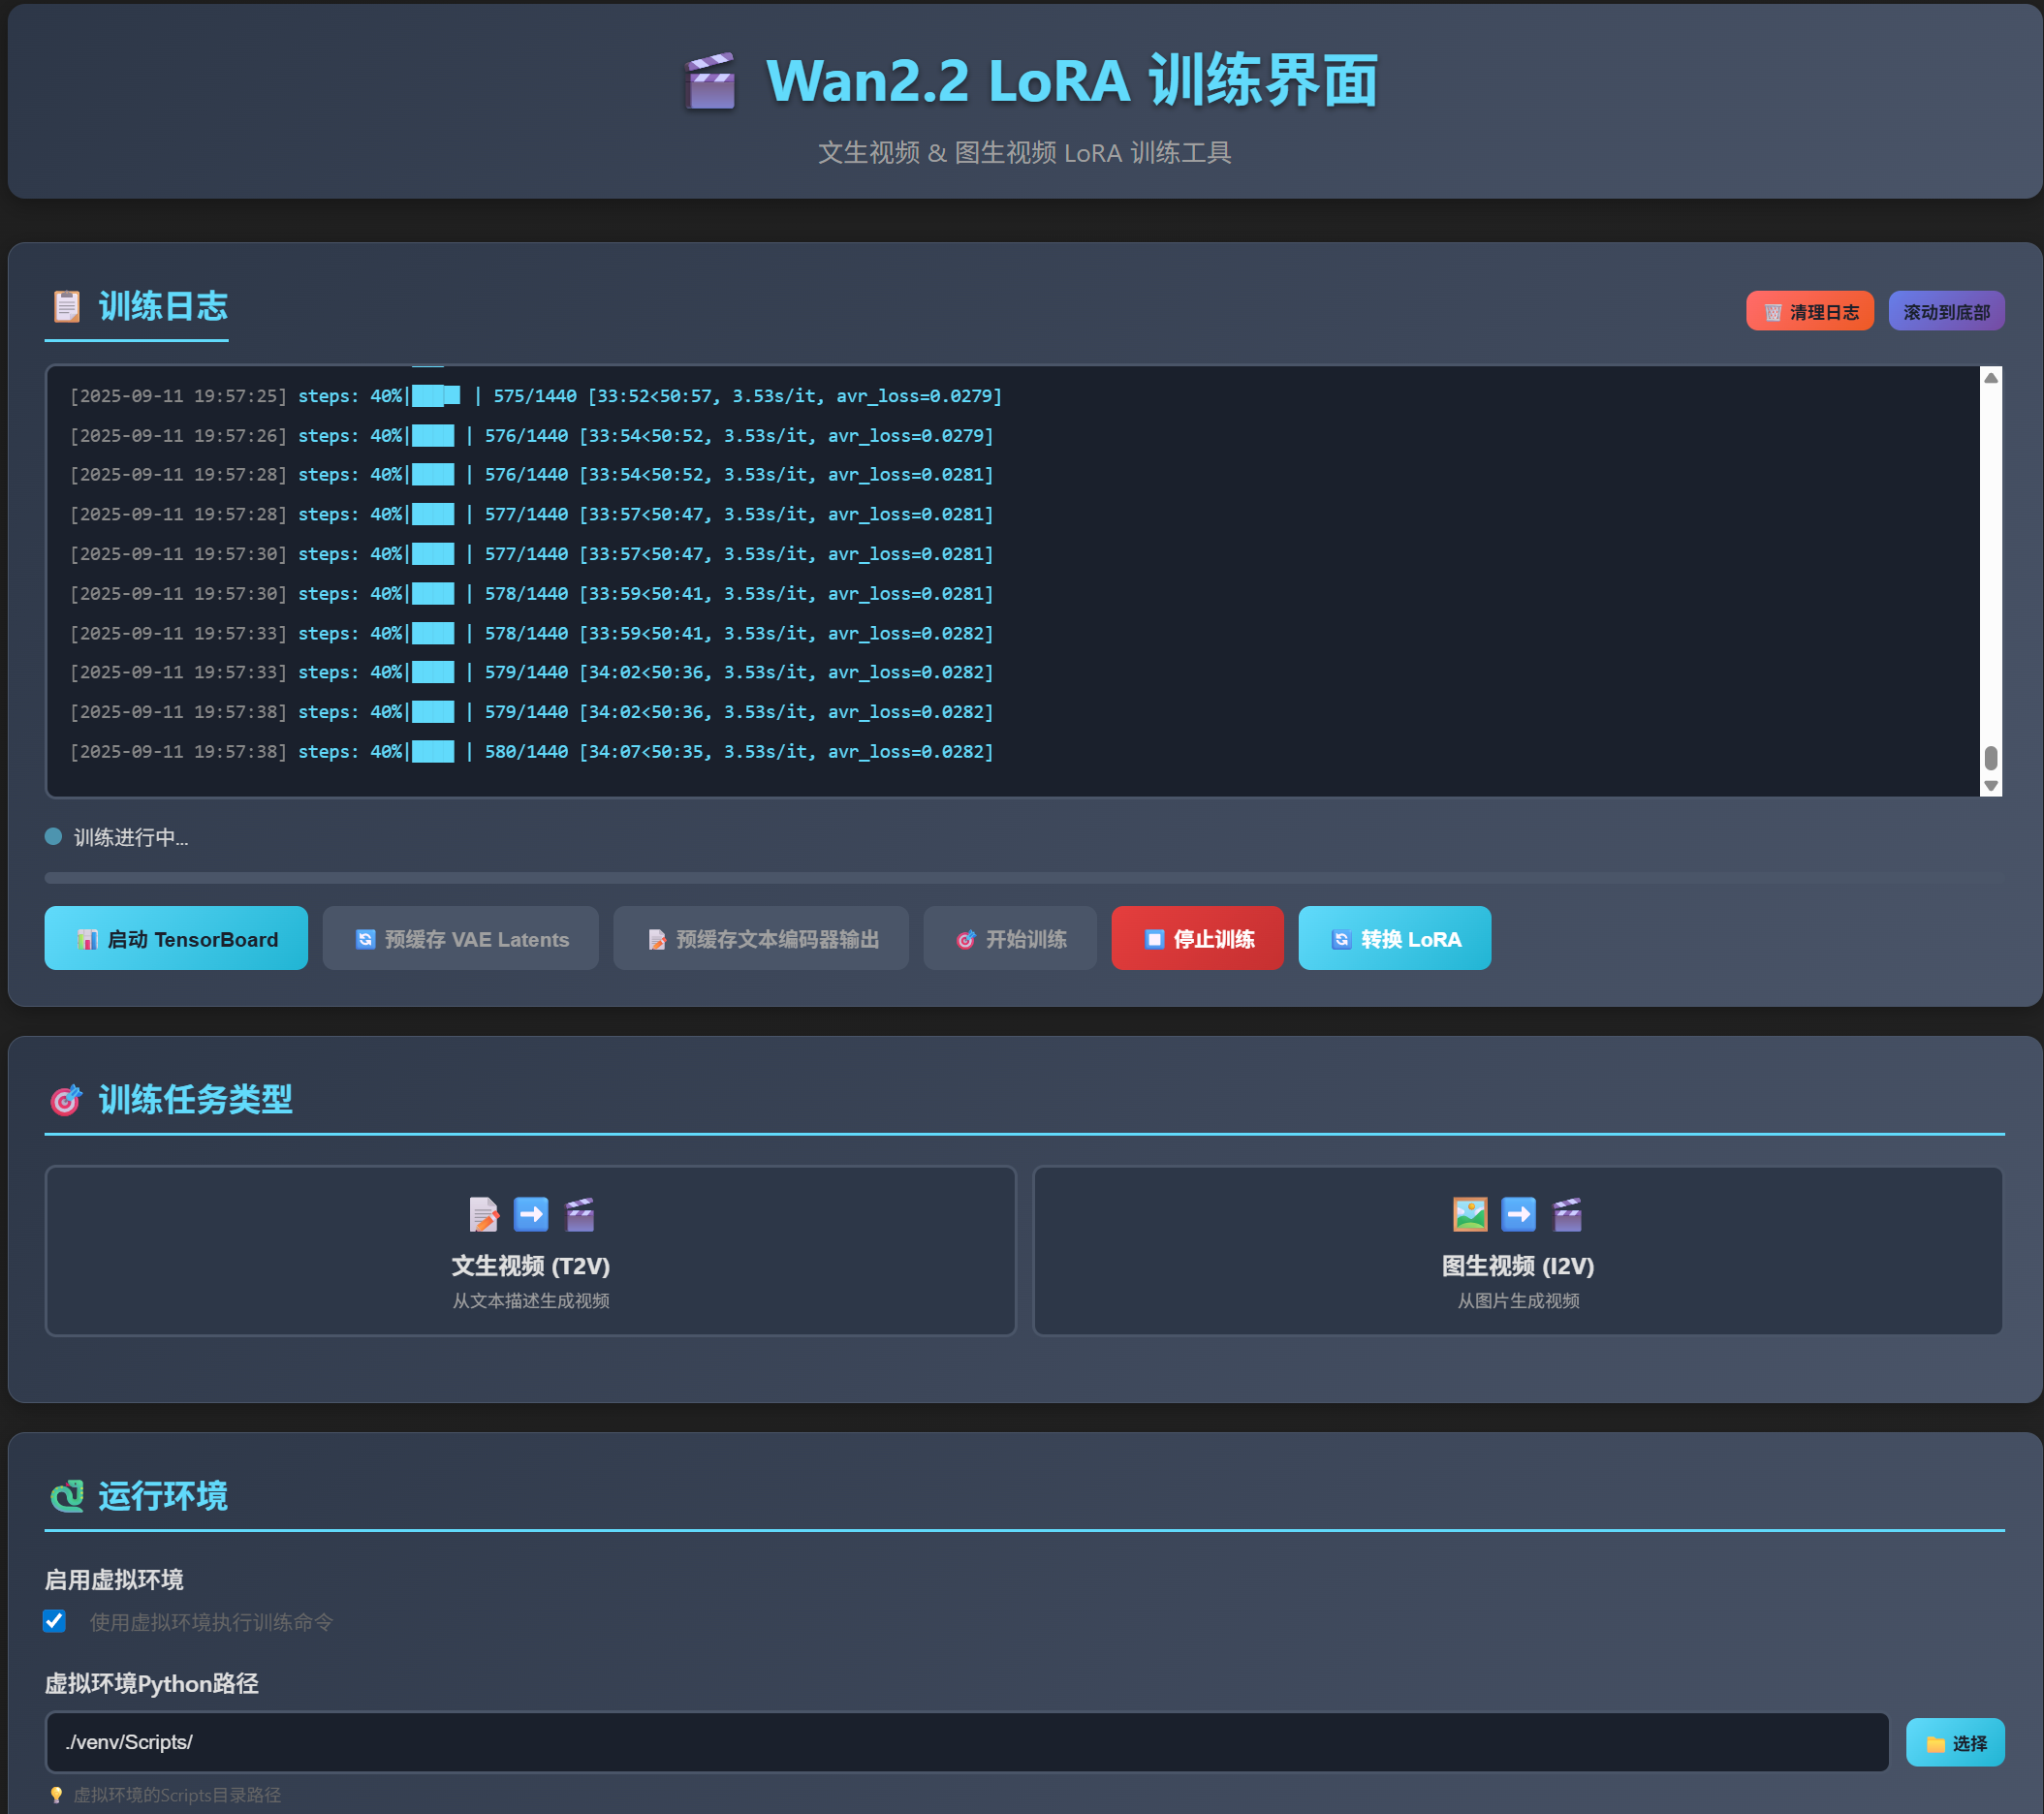 Wan2.2 LoRA 训练界面
文生视频 & 图生视频 LoRA 训练工具
训练日志
清理日志
滚动到底部
[2025-09-11 19:57:25] steps: 40%|████ | 575/1440 [33:52<50:57, 3.53s/it, avr_loss=0.0279]
[2025-09-11 19:57:26] steps: 40%|████ | 576/1440 [33:54<50:52, 3.53s/it, avr_loss=0.0279]
[2025-09-11 19:57:28] steps: 40%|████ | 576/1440 [33:54<50:52, 3.53s/it, avr_loss=0.0281]
[2025-09-11 19:57:28] steps: 40%|████ | 577/1440 [33:57<50:47, 3.53s/it, avr_loss=0.0281]
[2025-09-11 19:57:30] steps: 40%|████ | 577/1440 [33:57<50:47, 3.53s/it, avr_loss=0.0281]
[2025-09-11 19:57:30] steps: 40%|████ | 578/1440 [33:59<50:41, 3.53s/it, avr_loss=0.0281]
[2025-09-11 19:57:33] steps: 40%|████ | 578/1440 [33:59<50:41, 3.53s/it, avr_loss=0.0282]
[2025-09-11 19:57:33] steps: 40%|████ | 579/1440 [34:02<50:36, 3.53s/it, avr_loss=0.0282]
[2025-09-11 19:57:38] steps: 40%|████ | 579/1440 [34:02<50:36, 3.53s/it, avr_loss=0.0282]
[2025-09-11 19:57:38] steps: 40%|████ | 580/1440 [34:07<50:35, 3.53s/it, avr_loss=0.0282]
训练进行中...
启动 TensorBoard
预缓存 VAE Latents
预缓存文本编码器输出
开始训练
停止训练
转换 LoRA
训练任务类型
文生视频 (T2V)
从文本描述生成视频
图生视频 (I2V)
从图片生成视频
运行环境
启用虚拟环境
使用虚拟环境执行训练命令
虚拟环境Python路径
./venv/Scripts/
选择
虚拟环境的Scripts目录路径